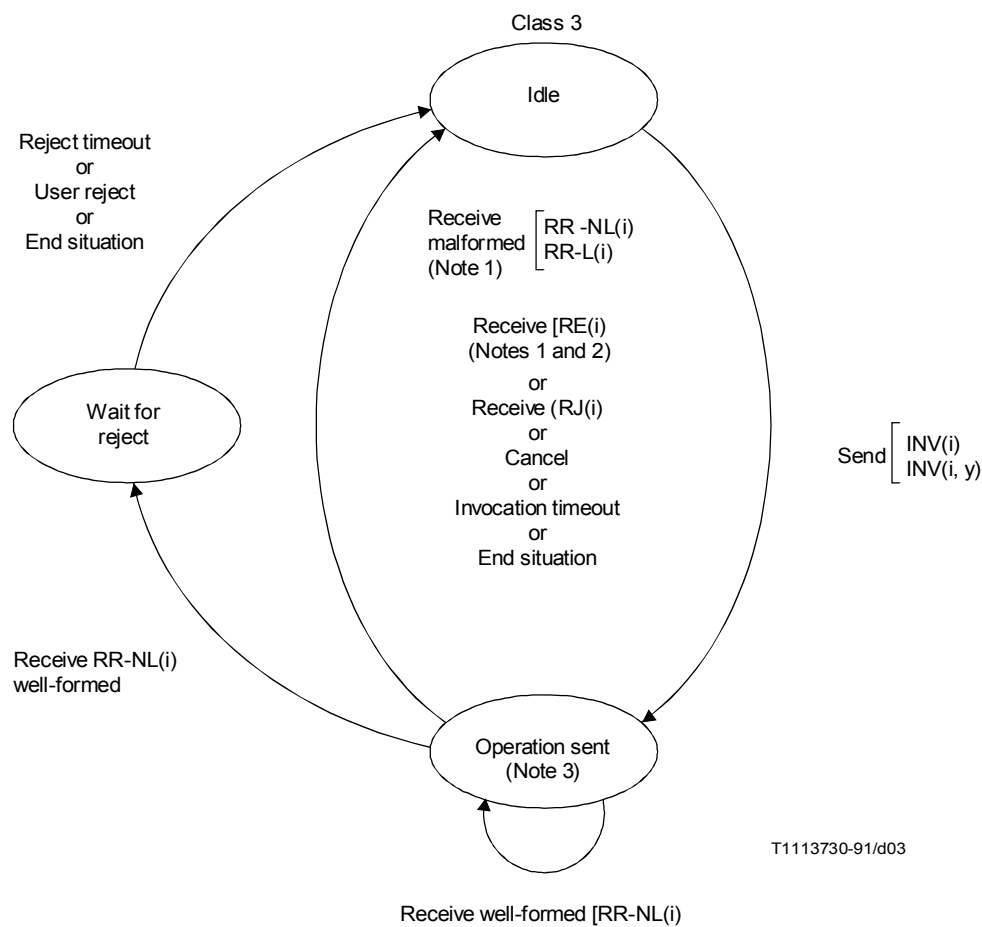 Class 3
Idle
Reject timeout
or
User reject
or
End situation
Receive
malformed
(Note 1)
RR -NL(i)
RR-L(i)
Receive [RE(i)
(Notes 1 and 2)
or
Receive (RJ(i)
or
Cancel
or
Invocation timeout
or
End situation
Wait for
reject
Send
INV(i)
INV(i, y)
Receive RR-NL(i)
well-formed
Operation sent
(Note 3)
T1113730-91/d03
Receive well-formed [RR-NL(i)